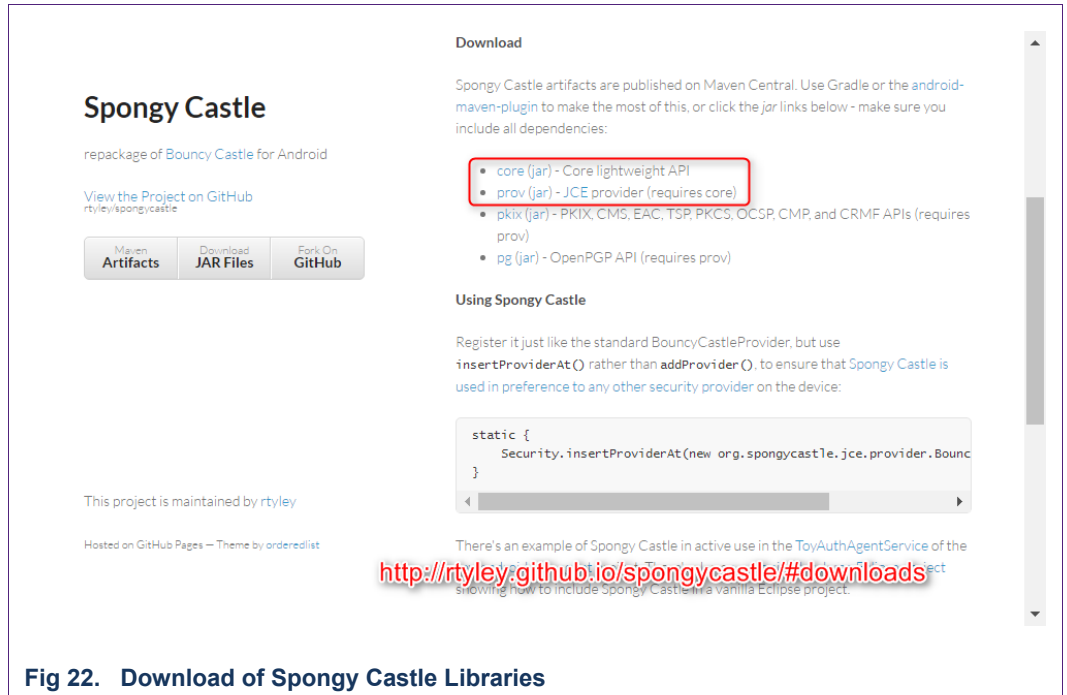 Spongy Castle
repackage of Bouncy Castle for Android
View the Project on GitHub
rtyley/spongycastle
Maven
Artifacts
Download
JAR Files
Fork On
GitHub
This project is maintained by rtyley
Hosted on GitHub Pages — Theme by orderedlist
Download
Spongy Castle artifacts are published on Maven Central. Use Gradle or the android-
maven-plugin to make the most of this, or click the jar links below - make sure you
include all dependencies:
• core (jar) - Core lightweight API
• prov (jar) - JCE provider (requires core)
• pkix (jar) - PKIX, CMS, EAC, TSP, PKCS, OCSP, CMP, and CRMF APIs (requires
prov)
• pg (jar) - OpenPGP API (requires prov)
Using Spongy Castle
Register it just like the standard BouncyCastleProvider, but use
insertProviderAt() rather than addProvider(), to ensure that Spongy Castle is
used in preference to any other security provider on the device:
static {
Security.insertProviderAt(new org.spongycastle.jce.provider.Bounc
}
There's an example of Spongy Castle in active use in the ToyAuthAgentService of the
http://rtyley.github.io/spongycastle/#downloads
showing how to include Spongy Castle in a vanilla Eclipse project.
Fig 22. Download of Spongy Castle Libraries